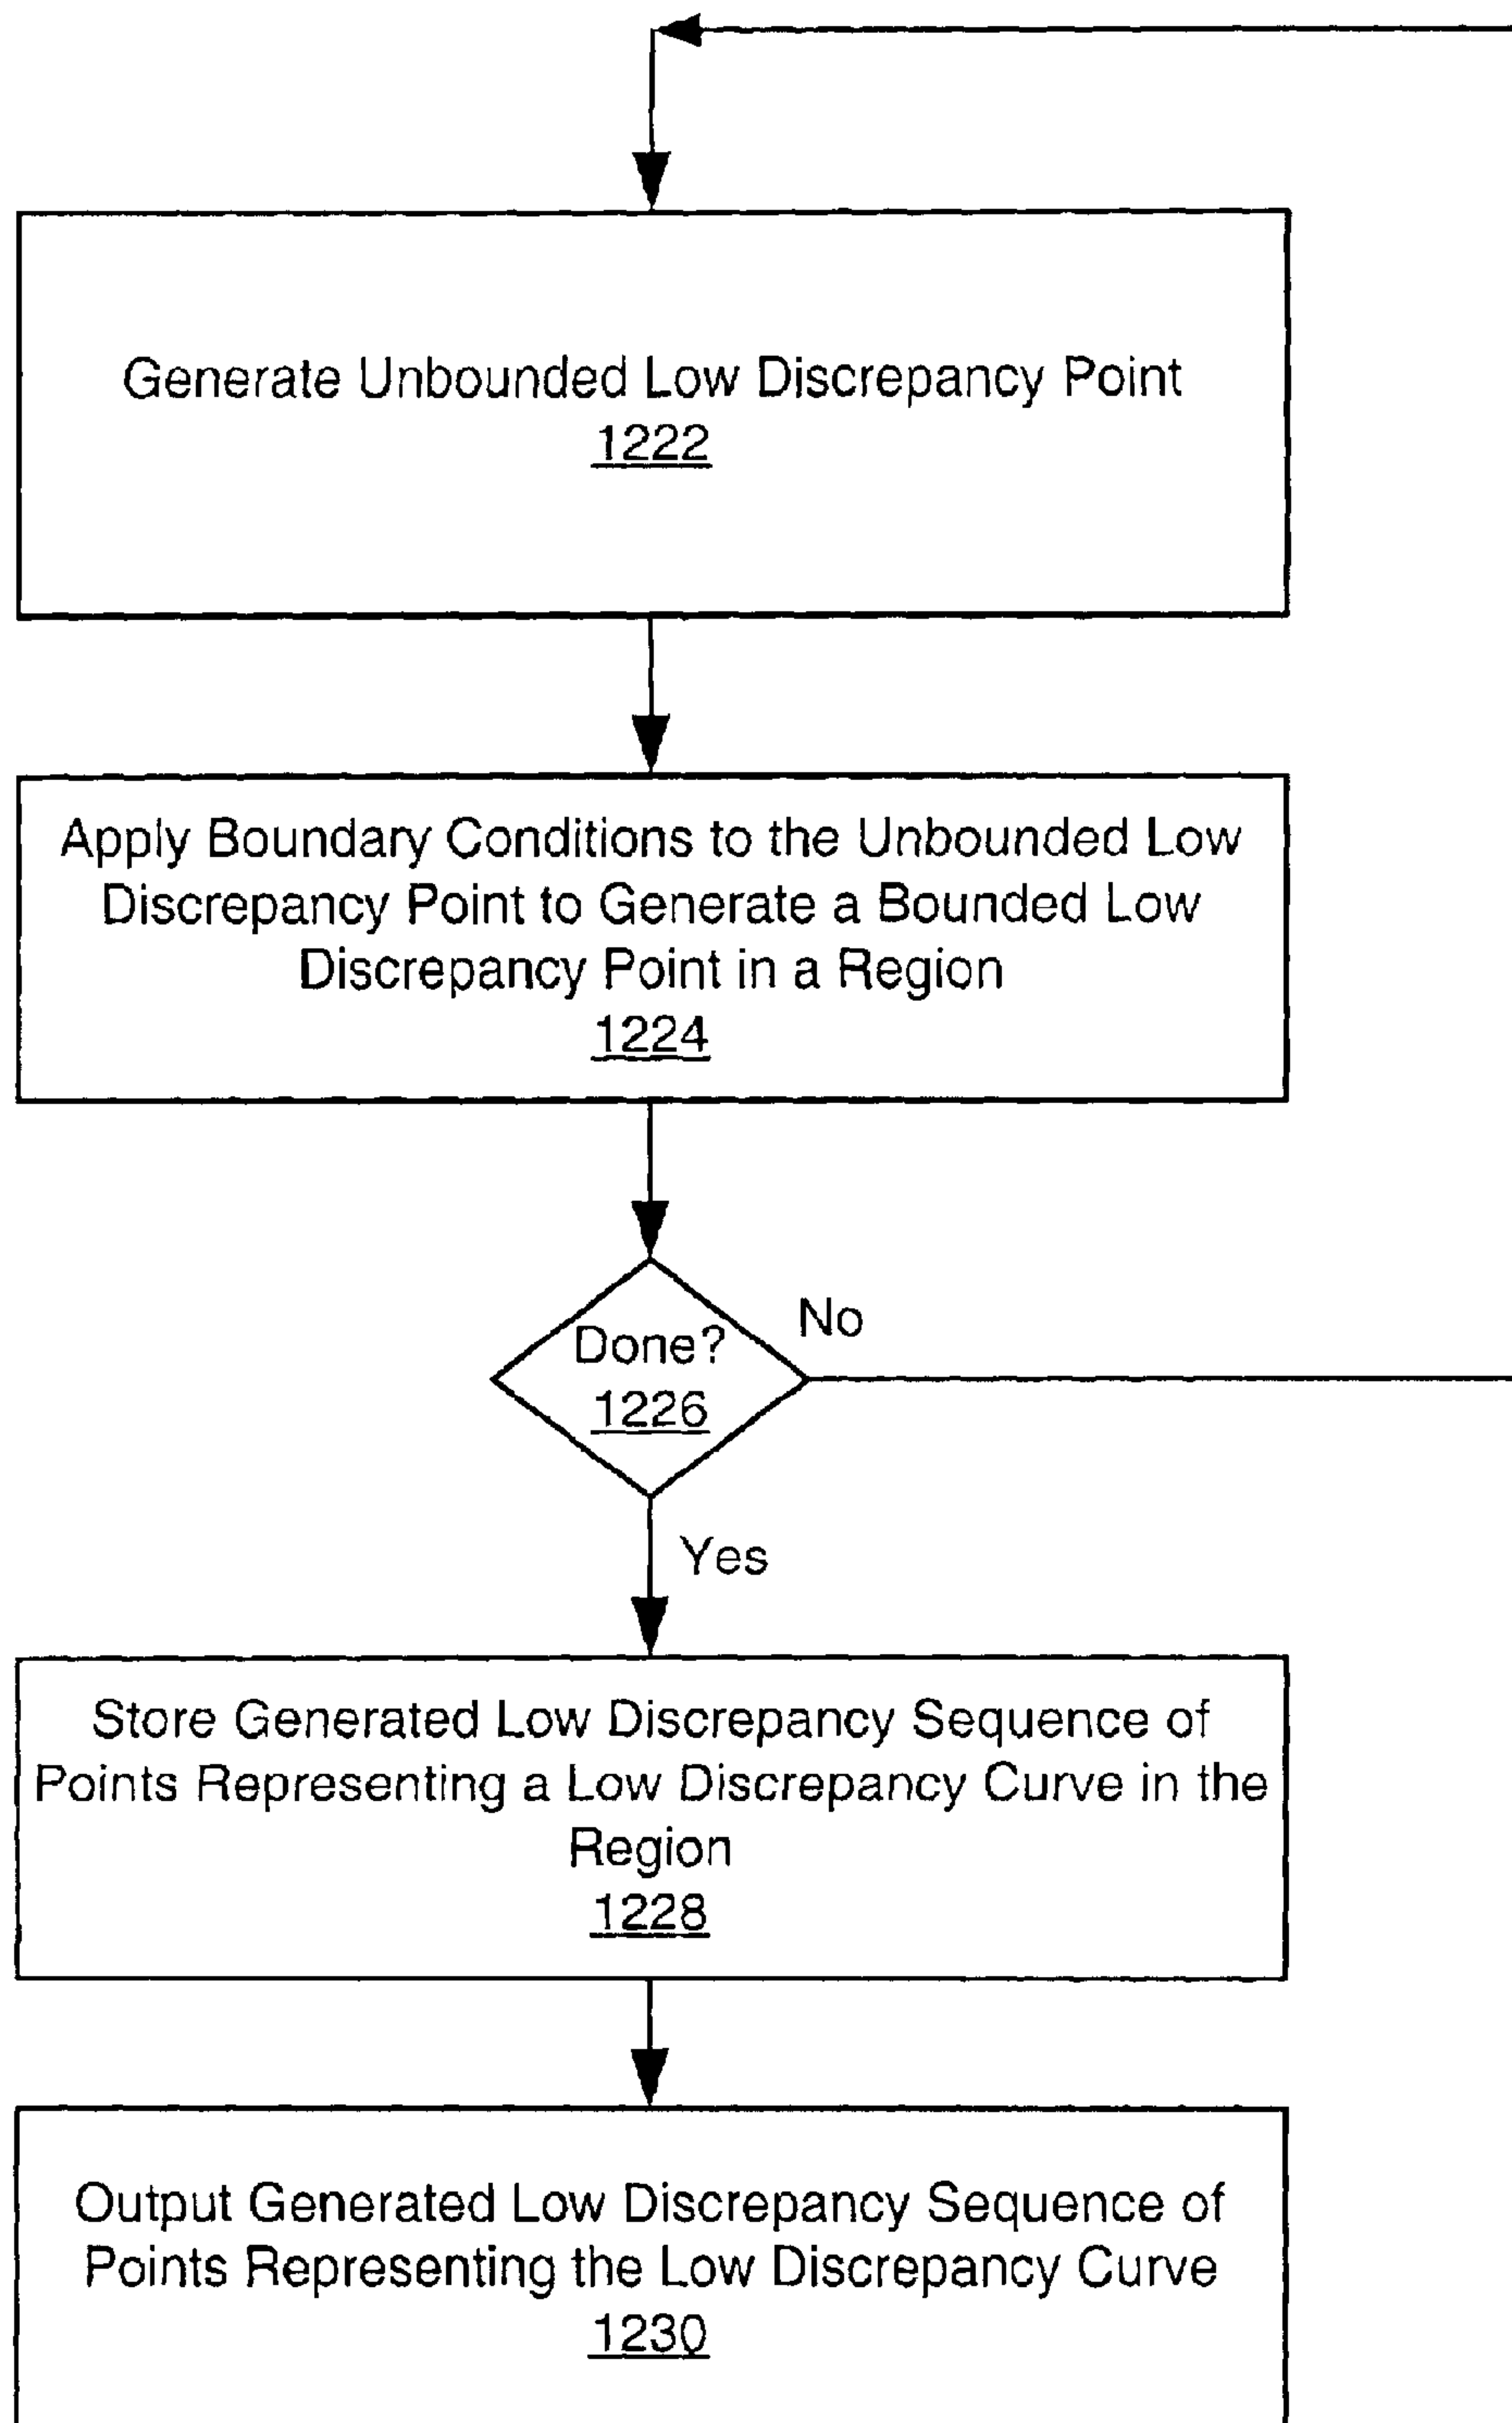 Generate Unbounded Low Discrepancy Point
1222
Apply Boundary Conditions to the Unbounded Low
Discrepancy Point to Generate a Bounded Low
Discrepancy Point in a Region
1224
Done?
1226
No
Yes
Store Generated Low Discrepancy Sequence of
Points Representing a Low Discrepancy Curve in the
Region
1228
Output Generated Low Discrepancy Sequence of
Points Representing the Low Discrepancy Curve
1230